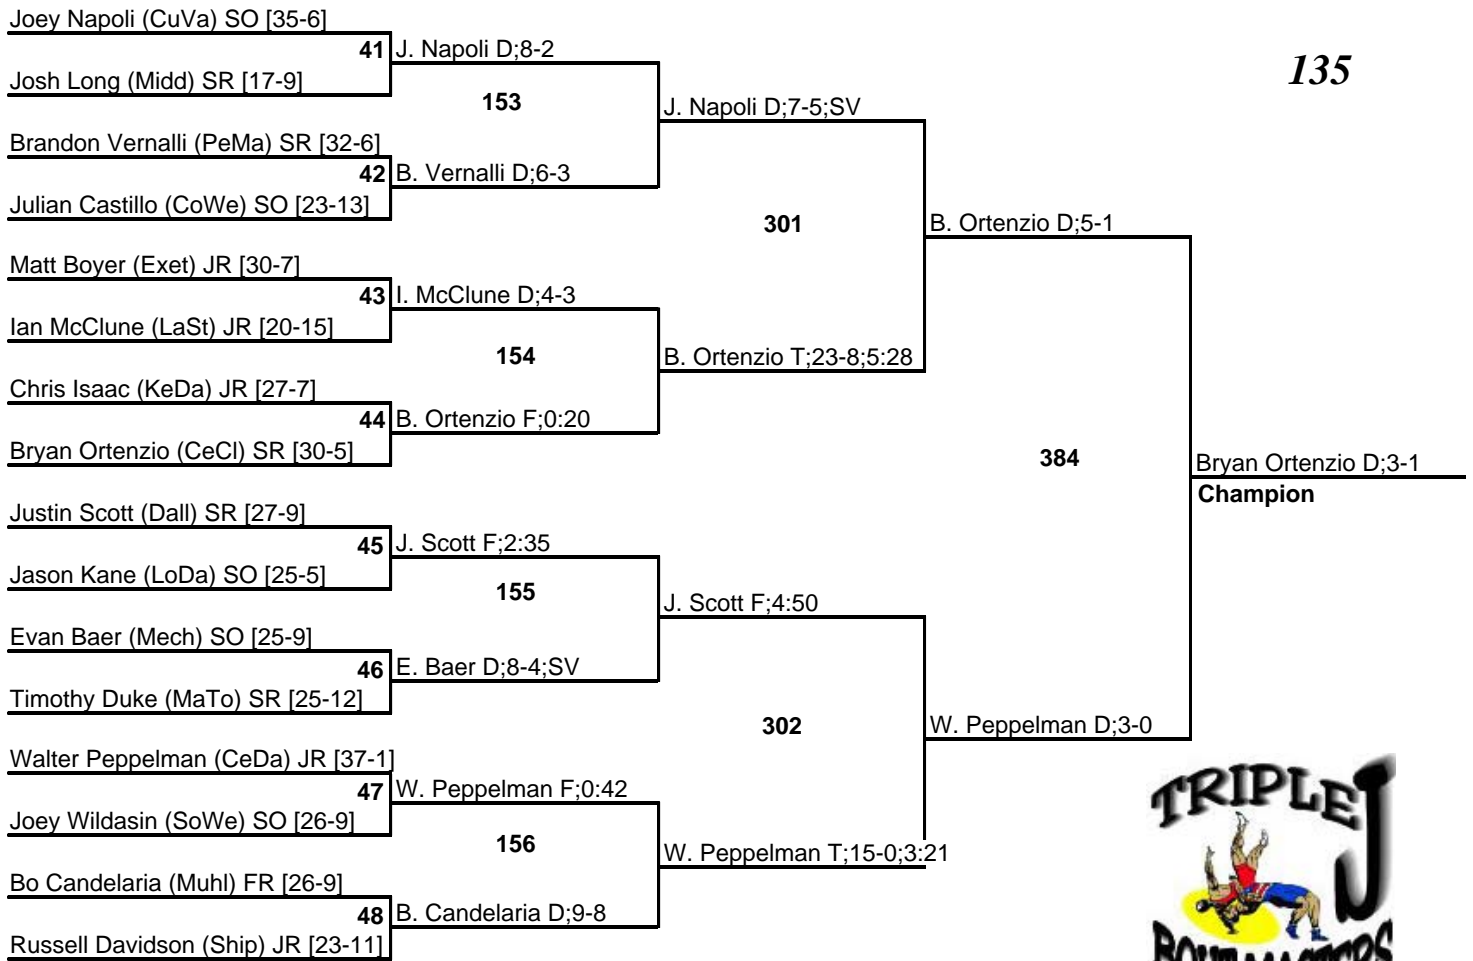 Joey Napoli (CuVa) SO [35-6]
41 J. Napoli D;8-2
135
Josh Long (Midd) SR [17-9]
153
J. Napoli D;7-5;SV
Brandon Vernalli (PeMa) SR [32-6]
42 B. Vernalli D;6-3
Julian Castillo (CoWe) SO [23-13]
301
B. Ortenzio D;5-1
Matt Boyer (Exet) JR [30-7]
43 I. McClune D;4-3
Ian McClune (LaSt) JR [20-15]
154
B. Ortenzio T;23-8;5:28
Chris Isaac (KeDa) JR [27-7]
44 B. Ortenzio F;0:20
Bryan Ortenzio (CeCl) SR [30-5]
384
Bryan Ortenzio D;3-1
Champion
Justin Scott (Dall) SR [27-9]
45 J. Scott F;2:35
Jason Kane (LoDa) SO [25-5]
155
J. Scott F;4:50
Evan Baer (Mech) SO [25-9]
46 E. Baer D;8-4;SV
Timothy Duke (MaTo) SR [25-12]
302
W. Peppelman D;3-0
Walter Peppelman (CeDa) JR [37-1]
47 W. Peppelman F;0:42
Joey Wildasin (SoWe) SO [26-9]
156
W. Peppelman T;15-0;3:21
Bo Candelaria (Muhl) FR [26-9]
48 B. Candelaria D;9-8
Russell Davidson (Ship) JR [23-11]
TRIPLE J
BOUT MASTERS